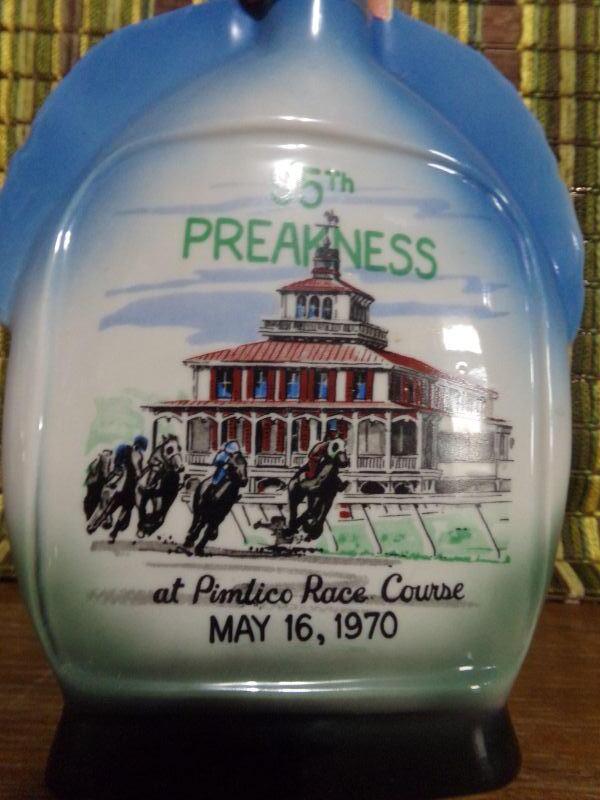 95Th
PREAKNESS
at Pimlico Race Course
MAY 16, 1970